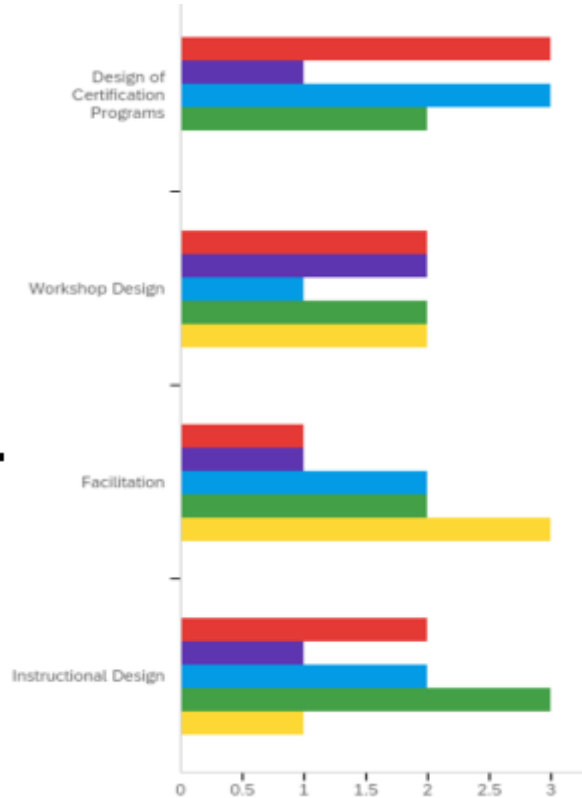 Design of
Certification
Programs
Workshop Design
Facilitation
Instructional Design
0 0.5 1 1.5 2 2.5 3